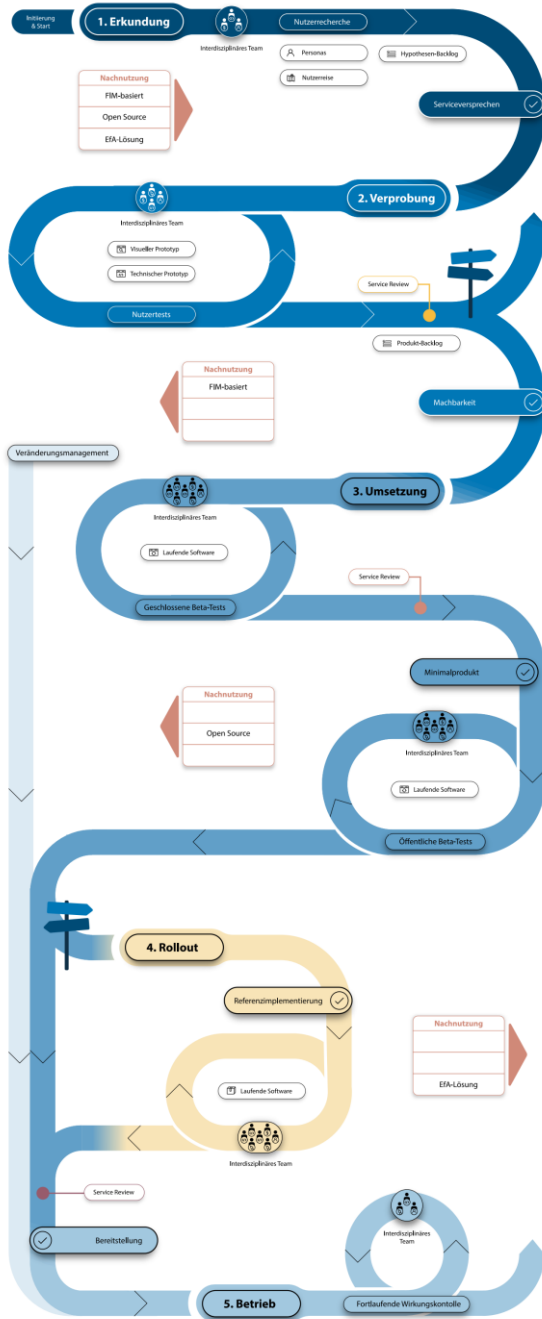 Initiierung
& Start
1. Erkundung
Interdisziplinäres Team
Nutzerrecherche
Personas
Hypothesen-Backlog
Nutzerreise
Nachnutzung
FIM-basiert
Open Source
EfA-Lösung
Serviceversprechen
2. Verprobung
Interdisziplinäres Team
Visueller Prototyp
Technischer Prototyp
Nutzertests
Service Review
Produkt-Backlog
Nachnutzung
FIM-basiert
Machbarkeit
Veränderungsmanagement
3. Umsetzung
Interdisziplinäres Team
Laufende Software
Geschlossene Beta-Tests
Service Review
Minimalprodukt
Nachnutzung
Open Source
Interdisziplinäres Team
Laufende Software
Öffentliche Beta-Tests
4. Rollout
Referenzimplementierung
Nachnutzung
EfA-Lösung
Laufende Software
Interdisziplinäres Team
Service Review
Bereitstellung
Interdisziplinäres
Team
5. Betrieb
Fortlaufende Wirkungskontolle